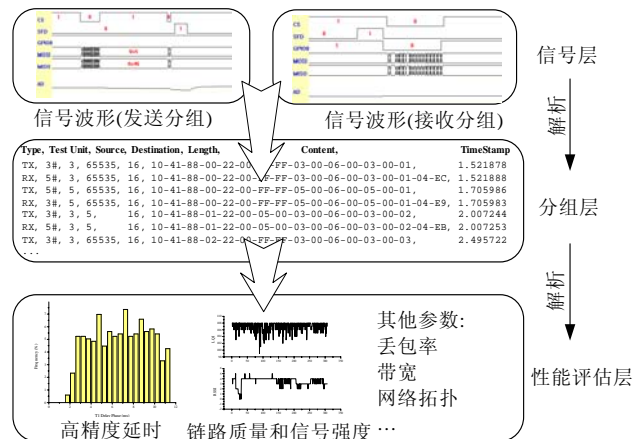 CS
SFD
GPIO0
MOSI
MISO
AD
信号波形(发送分组)
CS
SFD
GPIO0
MOSI
MISO
AD
信号波形(接收分组)
信号层
解析
Type, Test Unit, Source, Destination, Length, Content, TimeStamp
TX, 3#, 3, 65535, 16, 10-41-88-00-22-00-FF-FF-03-00-06-00-03-00-01, 1.521878
RX, 5#, 3, 65535, 16, 10-41-88-00-22-00-FF-FF-03-00-06-00-03-00-01-04-EC, 1.521888
TX, 5#, 5, 65535, 16, 10-41-88-00-22-00-FF-FF-05-00-06-00-05-00-01, 1.705986
RX, 3#, 5, 65535, 16, 10-41-88-00-22-00-FF-FF-05-00-06-00-05-00-01-04-E9, 1.705983
TX, 3#, 3, 5, 16, 10-41-88-01-22-00-05-00-03-00-06-00-03-00-02, 2.007244
RX, 5#, 3, 5, 16, 10-41-88-01-22-00-05-00-03-00-06-00-03-00-02-04-EB, 2.007253
TX, 3#, 3, 65535, 16, 10-41-88-02-22-00-FF-FF-03-00-06-00-03-00-03, 2.495722
...
分组层
解析
Frequency (%)
高精度延时
LQI
RSSI
链路质量和信号强度
其他参数:
丢包率
带宽
网络拓扑
…
性能评估层